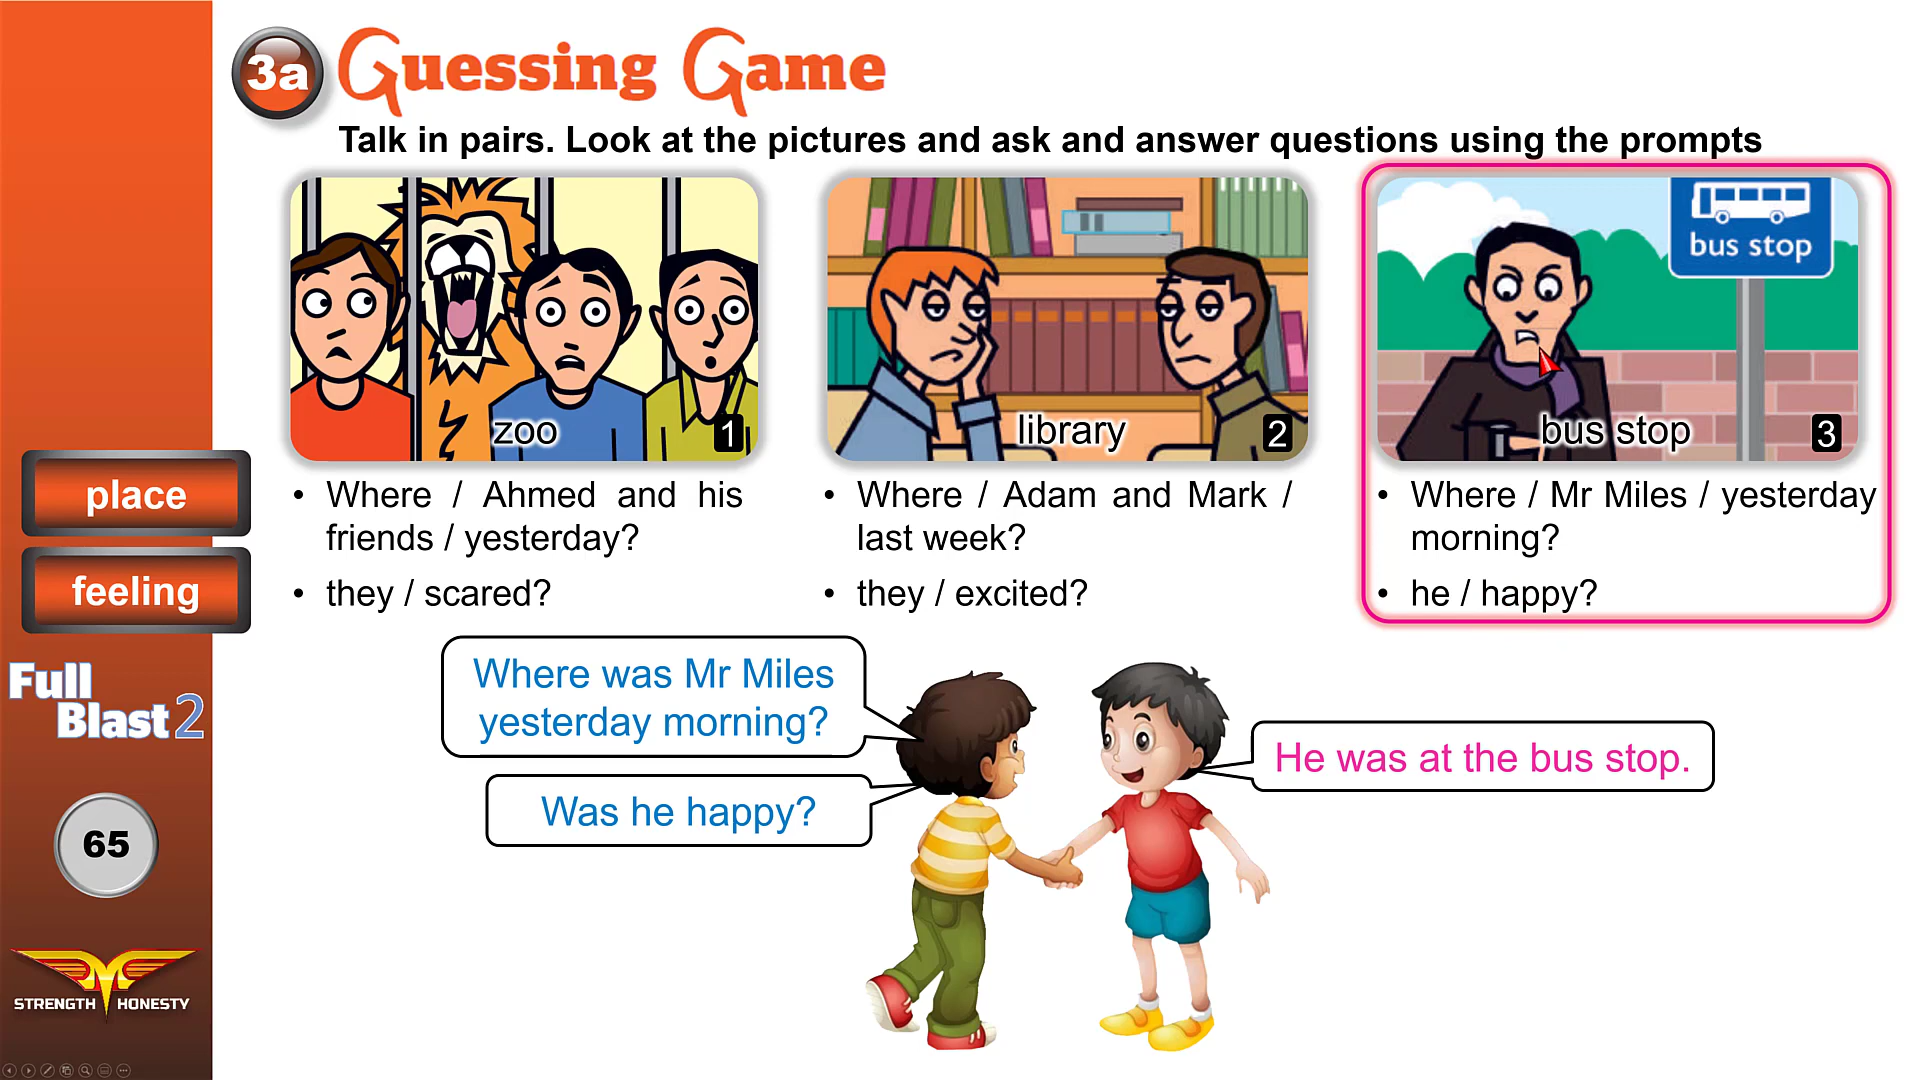 3a Guessing Game
Talk in pairs. Look at the pictures and ask and answer questions using the prompts
zoo
1
library
2
bus stop
bus stop
3
• Where / Ahmed and his
friends / yesterday?
• they / scared?
• Where / Adam and Mark /
last week?
• they / excited?
• Where / Mr Miles / yesterday
morning?
• he / happy?
place
feeling
Full
Blast 2
65
STRENGTH HONESTY
Where was Mr Miles
yesterday morning?
He was at the bus stop.
Was he happy?